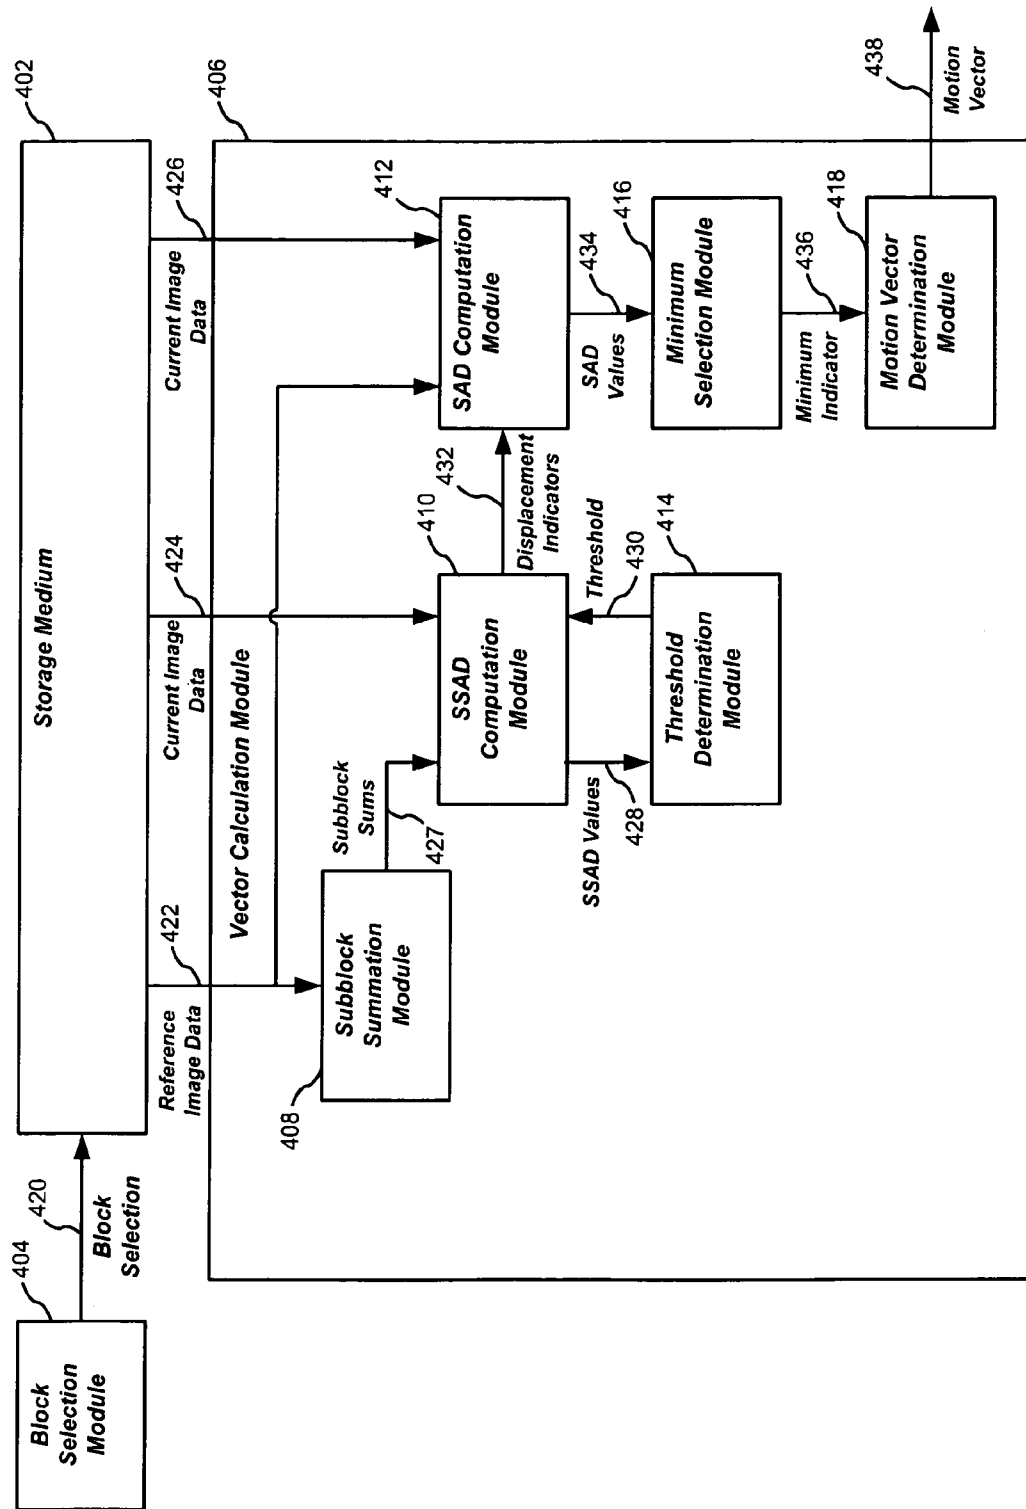 404
Block
Selection
Module
420
Block
Selection
402
Storage Medium
Reference
Image Data
422
Current Image
Data
424
Current Image
Data
426
406
Vector Calculation Module
408
Subblock
Summation
Module
Subblock
Sums
427
410
SSAD
Computation
Module
432
Displacement
Indicators
412
SAD Computation
Module
SSAD Values
428
Threshold
430
414
Threshold
Determination
Module
SAD
Values
434
416
Minimum
Selection Module
Minimum
Indicator
436
418
Motion Vector
Determination
Module
438
Motion
Vector